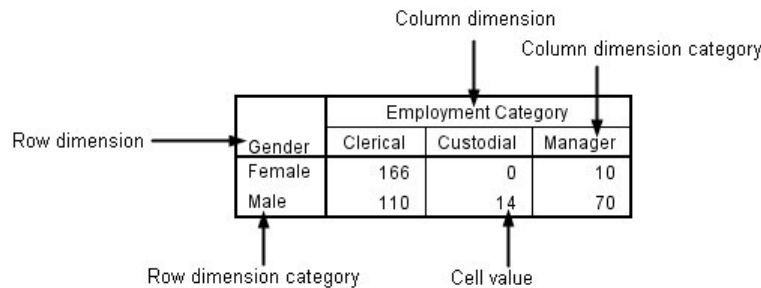 Column dimension
Column dimension category
Employment Category
Row dimension
Gender Clerical Custodial Manager
Female 166 0 10
Male 110 14 70
Row dimension category Cell value